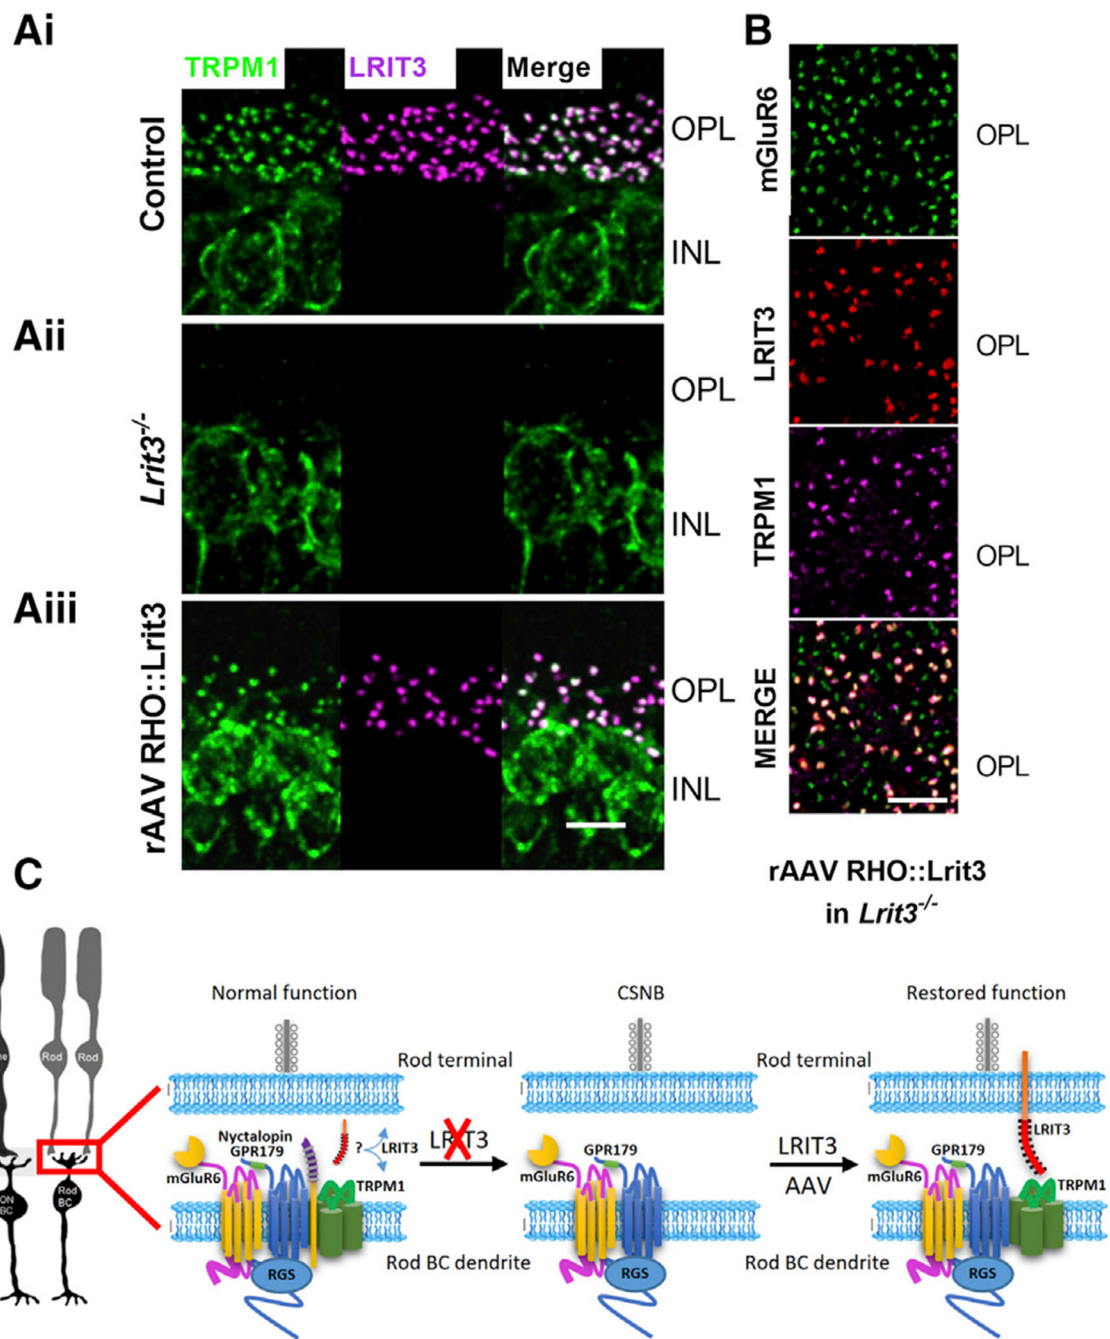 Ai
TRPM1 LRIT3 Merge
Control
OPL
INL
Aii
Lrit3-/-
OPL
INL
Aiii
rAAV RHO::Lrit3
OPL
INL
B
mGluR6
OPL
LRIT3
OPL
TRPM1
OPL
MERGE
OPL
rAAV RHO::Lrit3
in Lrit3-/-
C
Rod Rod
BC
Rod
BC
Normal function
Rod terminal
Nyctalopin
GPR179
mGluR6
?
LRIT3
TRPM1
RGS
Rod BC dendrite
LRIT3
CSNB
GPR179
mGluR6
RGS
LRIT3
AAV
Restored function
Rod terminal
LRIT3
GPR179
mGluR6
TRPM1
RGS
Rod BC dendrite